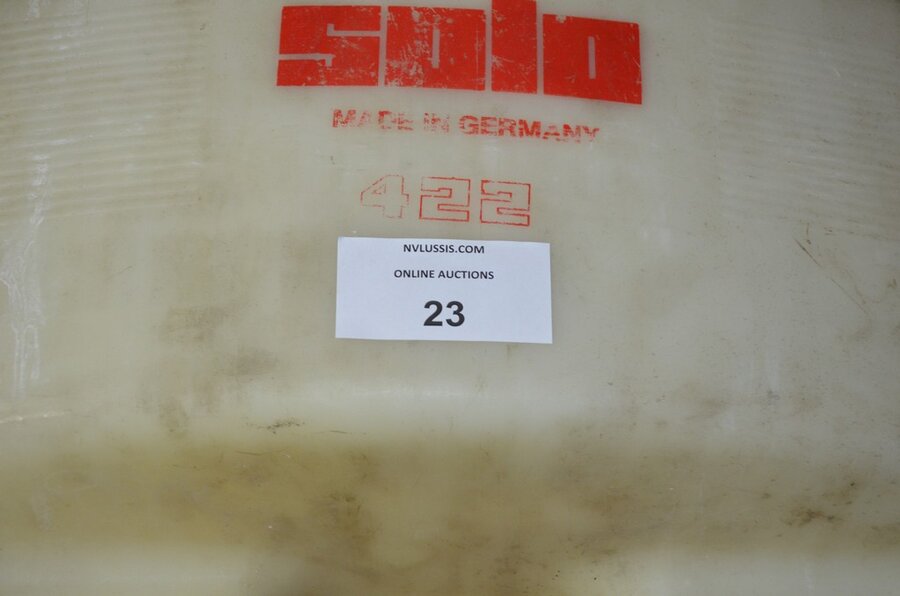 solo
MADE IN GERMANY
422
NVLUSSIS.COM
ONLINE AUCTIONS
23